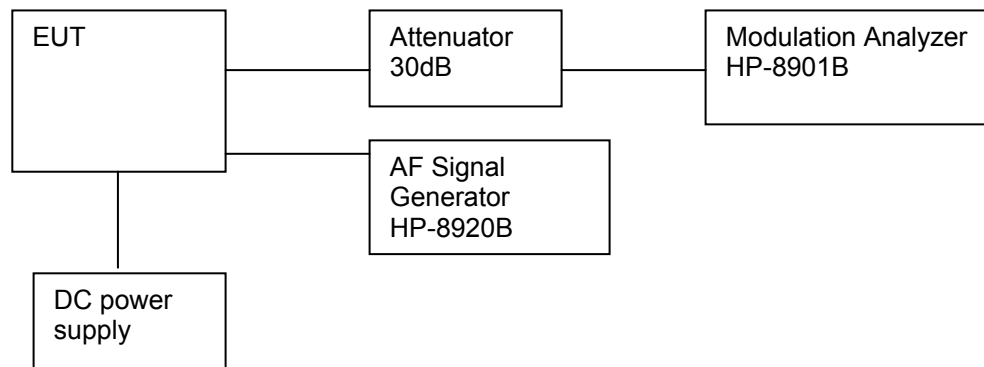 EUT
Attenuator
30dB
Modulation Analyzer
HP-8901B
AF Signal
Generator
HP-8920B
DC power
supply